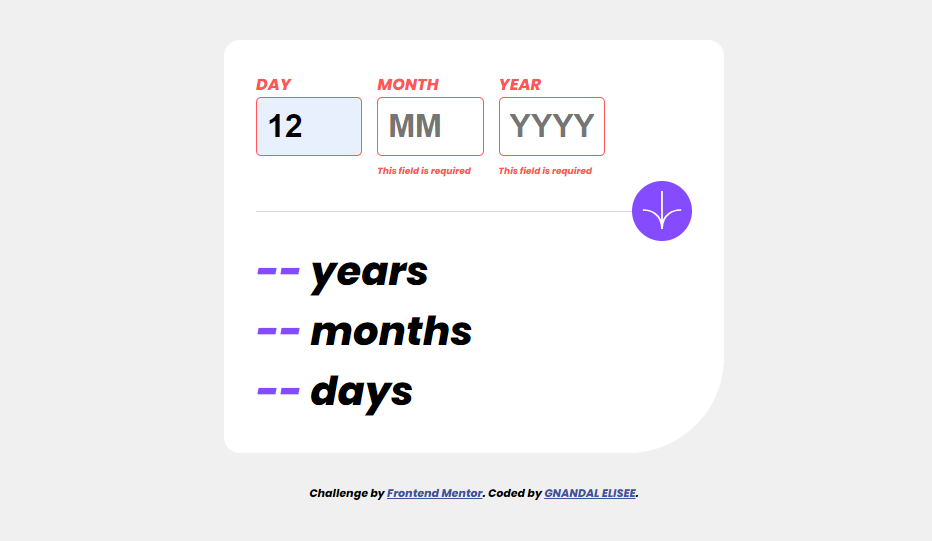 DAY MONTH YEAR
12 MM YYYY
This field is required This field is required
-- years
-- months
-- days
Challenge by Frontend Mentor. Coded by GNANDAL ELISEE.